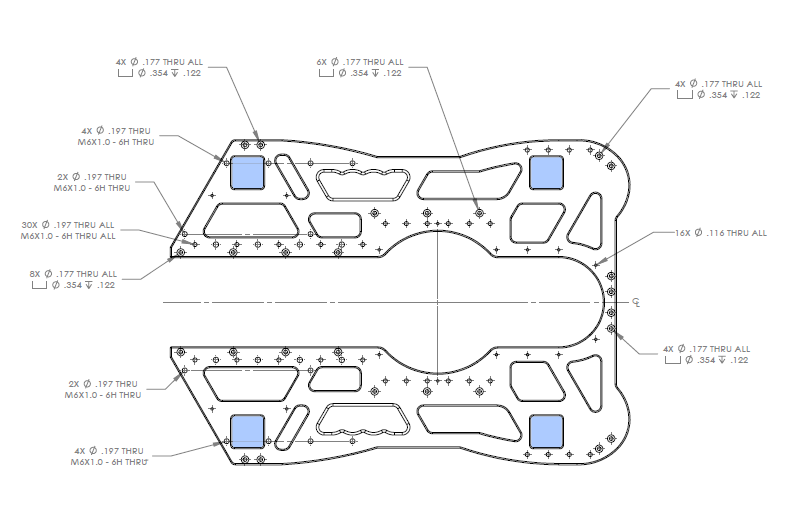 4X Ø .177 THRU ALL
⌴ Ø .354 ↧ .122
6X Ø .177 THRU ALL
⌴ Ø .354 ↧ .122
4X Ø .177 THRU ALL
⌴ Ø .354 ↧ .122
4X Ø .197 THRU
M6X1.0 - 6H THRU
2X Ø .197 THRU
M6X1.0 - 6H THRU
30X Ø .197 THRU ALL
M6X1.0 - 6H THRU ALL
16X Ø .116 THRU ALL
8X Ø .177 THRU ALL
⌴ Ø .354 ↧ .122
℄
4X Ø .177 THRU ALL
⌴ Ø .354 ↧ .122
2X Ø .197 THRU
M6X1.0 - 6H THRU
4X Ø .197 THRU
M6X1.0 - 6H THRU